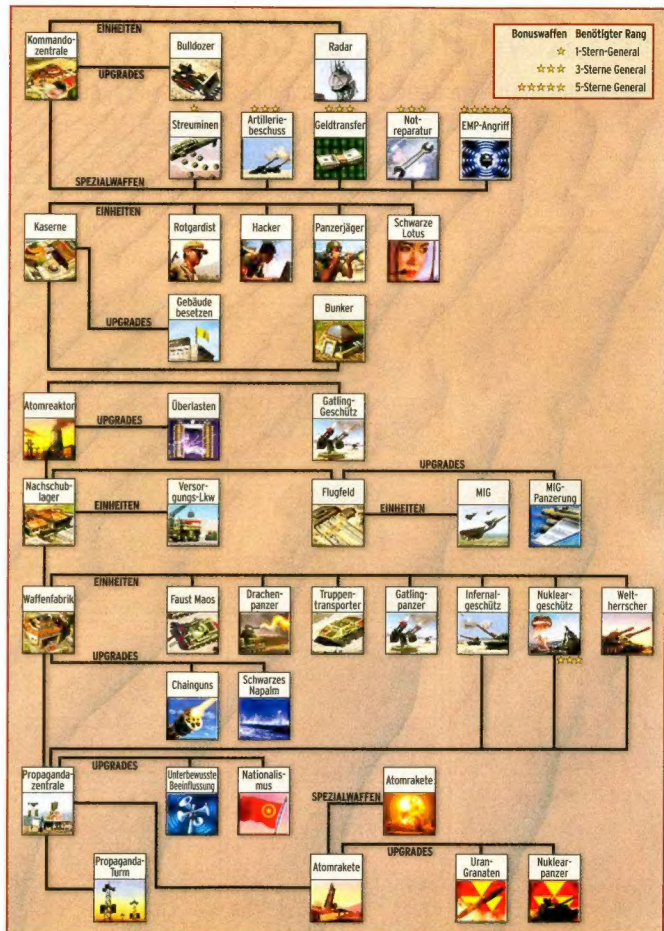 Bonuswaffen Benötigter Rang
1-Stern-General
3-Sterne General
5-Sterne General
Kommando-
zentrale
EINHEITEN
Bulldozer
Radar
UPGRADES
Streuminen
Artillerie-
beschuss
Geldtransfer
Not-
reparatur
EMP-Angriff
SPEZIALWAFFEN
Kaserne
EINHEITEN
Rotgardist
Hacker
Panzerjäger
Schwarze
Lotus
UPGRADES
Gebäude
besetzen
Bunker
Atomreaktor
UPGRADES
Überlasten
Gatling-
Geschütz
Nachschub-
lager
EINHEITEN
Versor-
gungs-Lkw
Flugfeld
UPGRADES
EINHEITEN
MIG
MIG-
Panzerung
Waffenfabrik
EINHEITEN
Faust Maos
Drachen-
panzer
Truppen-
transporter
Gatling-
panzer
Infernal-
geschütz
Nuklear-
geschütz
Welt-
herrscher
UPGRADES
Chainguns
Schwarzes
Napalm
Propaganda-
zentrale
UPGRADES
Unterbewusste
Beeinflussung
Nationalis-
mus
SPEZIALWAFFEN
Atomrakete
Propaganda-
Turm
Atomrakete
UPGRADES
Uran-
Granaten
Nuklear-
panzer